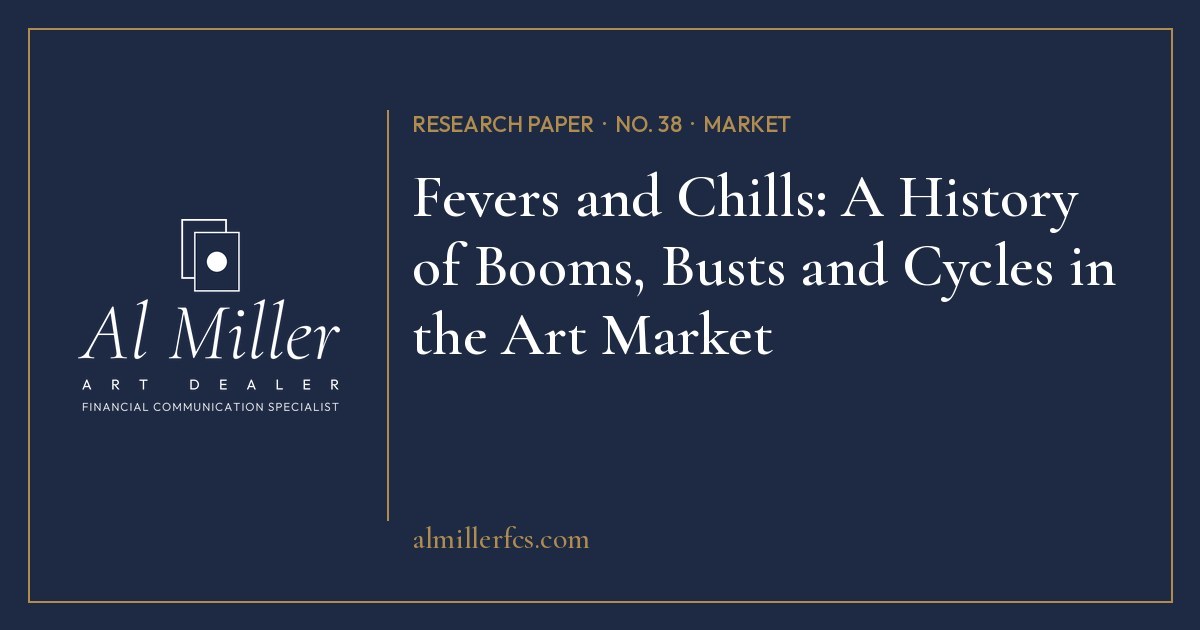 Al Miller
ART DEALER
FINANCIAL COMMUNICATION SPECIALIST
RESEARCH PAPER · NO. 38 · MARKET
Fevers and Chills: A History
of Booms, Busts and Cycles in
the Art Market
almillerfcs.com